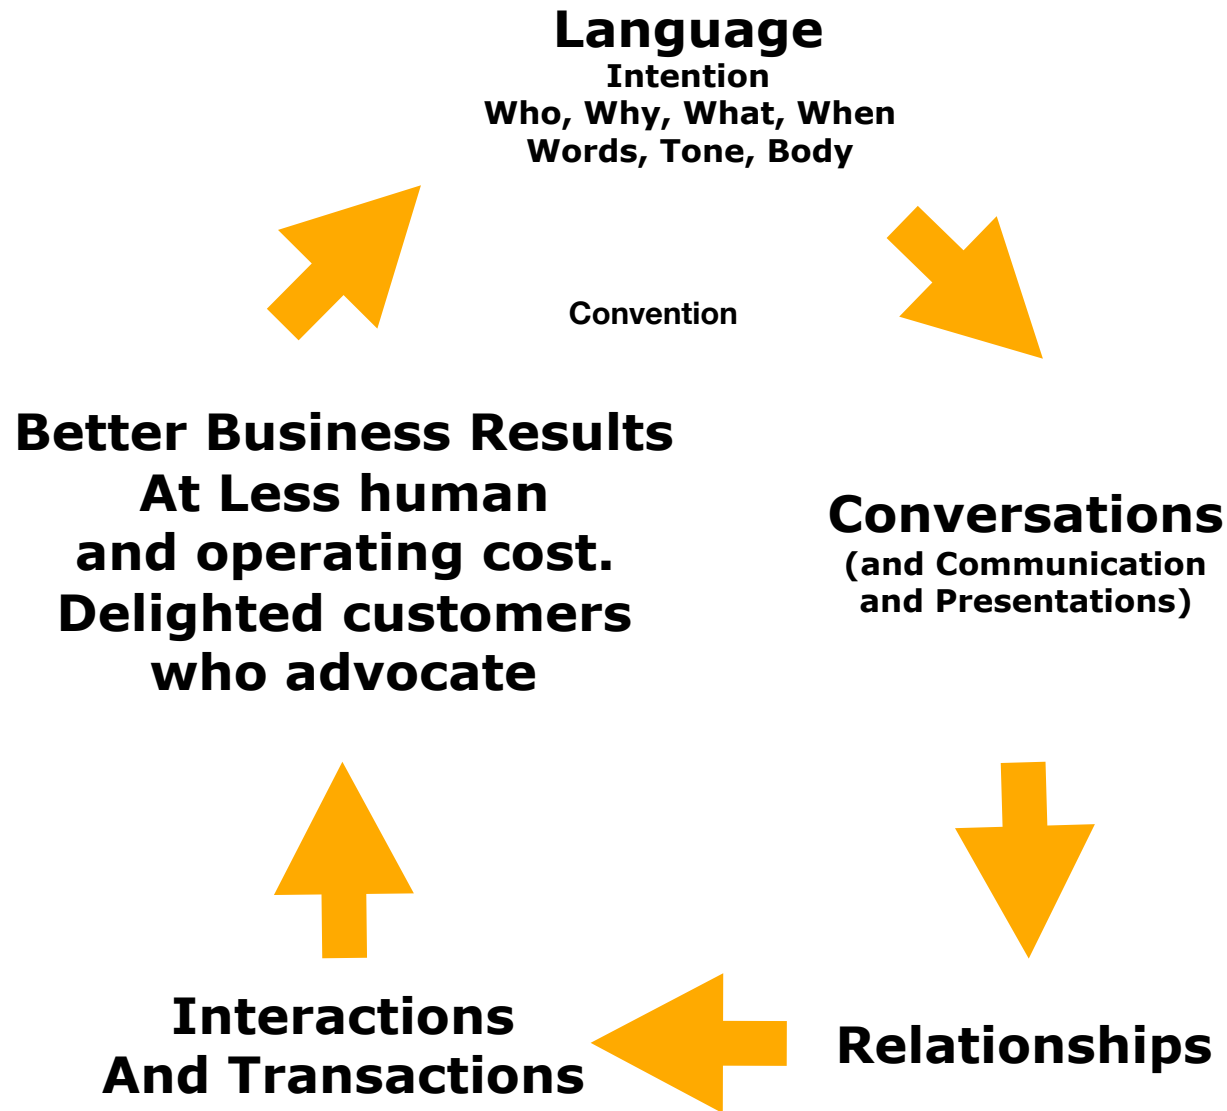 Language
Intention
Who, Why, What, When
Words, Tone, Body
Convention
Better Business Results
At Less human
and operating cost.
Delighted customers
who advocate
Conversations
(and Communication
and Presentations)
Interactions
And Transactions
Relationships